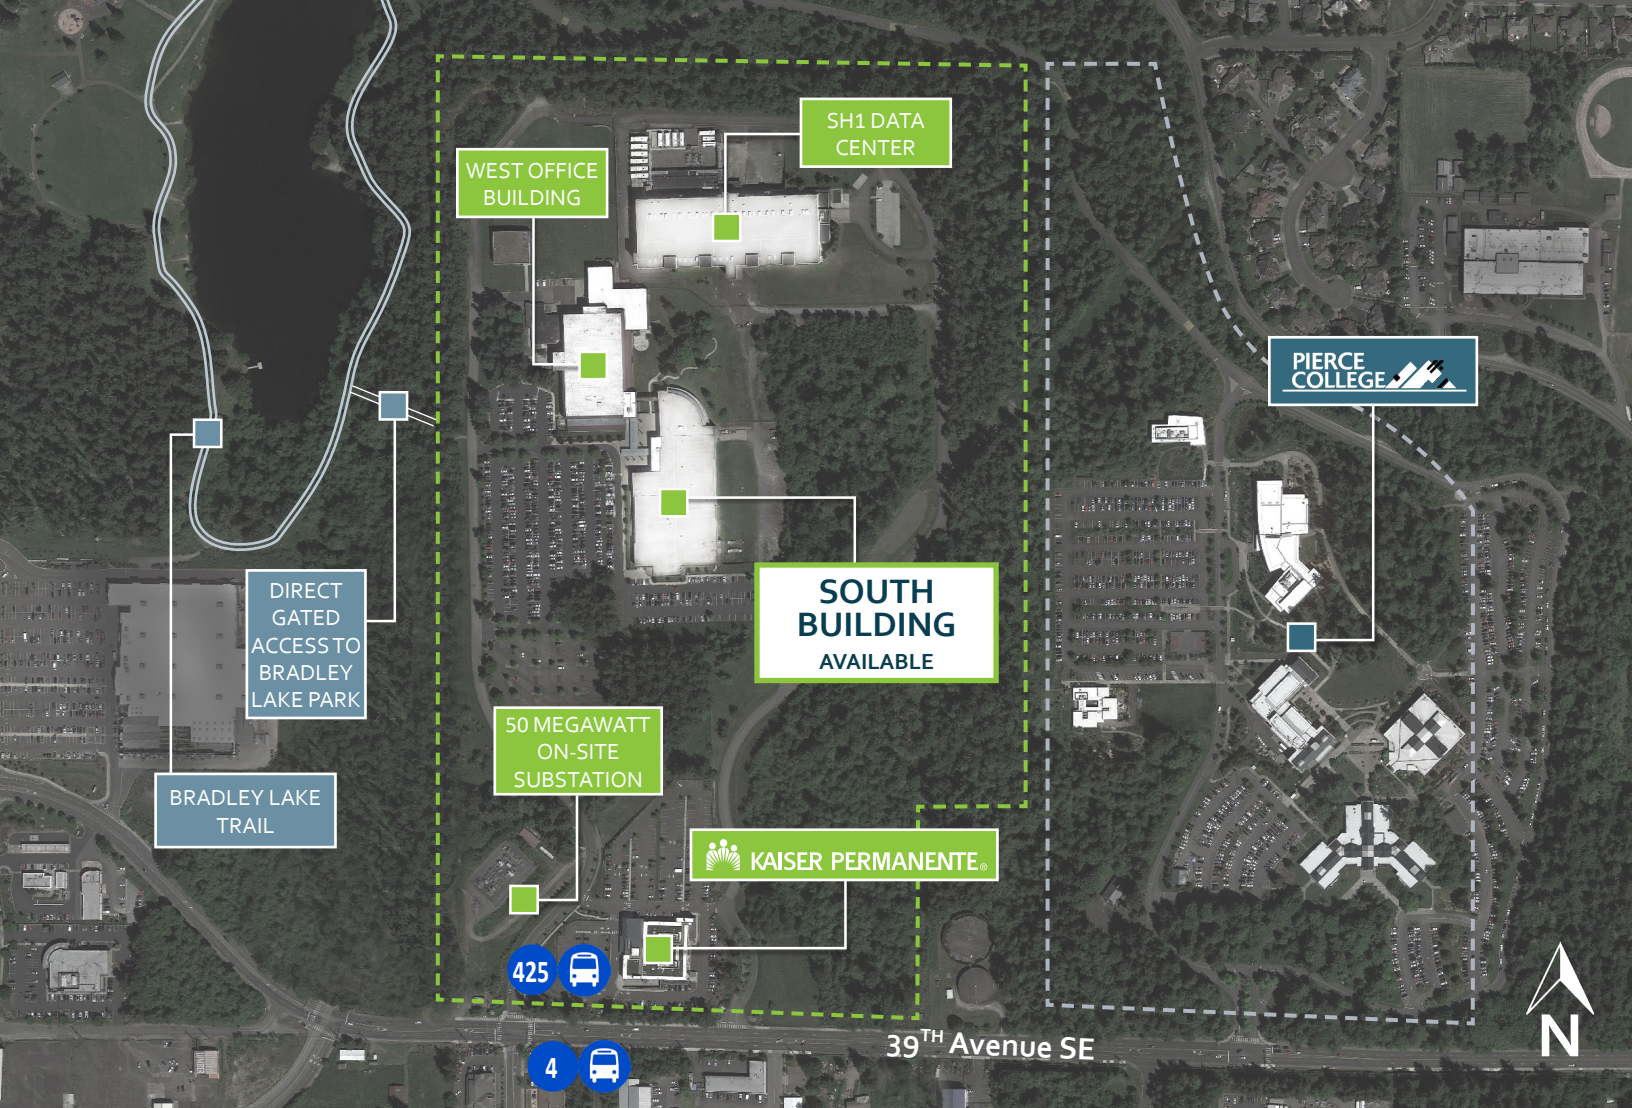 SH1 DATA
CENTER
WEST OFFICE
BUILDING
PIERCE
COLLEGE
SOUTH
BUILDING
AVAILABLE
DIRECT
GATED
ACCESS TO
BRADLEY
LAKE PARK
50 MEGAWATT
ON-SITE
SUBSTATION
BRADLEY LAKE
TRAIL
KAISER PERMANENTE®
425
4
39TH Avenue SE
N